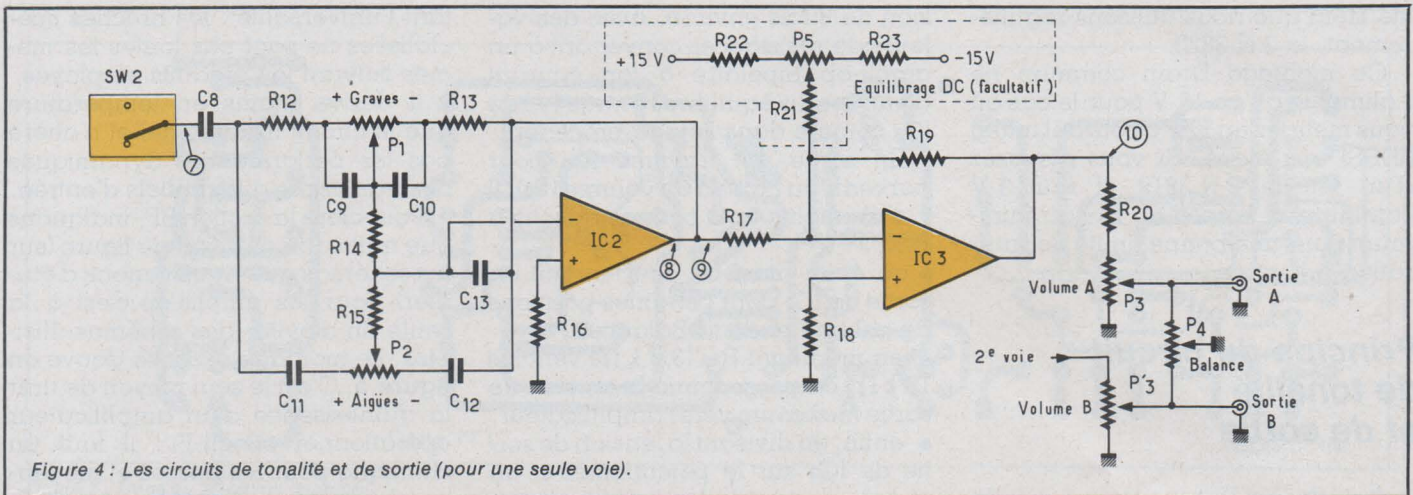 R22
P5
R23
+15 V
-15V
SW 2
C8
R12
+ Graves -
R13
Equilibrage DC (facultatif)
R21
R19
10
7
P1
C9
C10
R14
R17
R20
IC 2
IC 3
8
9
C13
Volume A
P3
Sortie
A
R15
R16
R18
P4
2e voie
Balance
P2
C11
+ Aigues -
C12
Volume B
P'3
Sortie
B
Figure 4 : Les circuits de tonalité et de sortie (pour une seule voie).